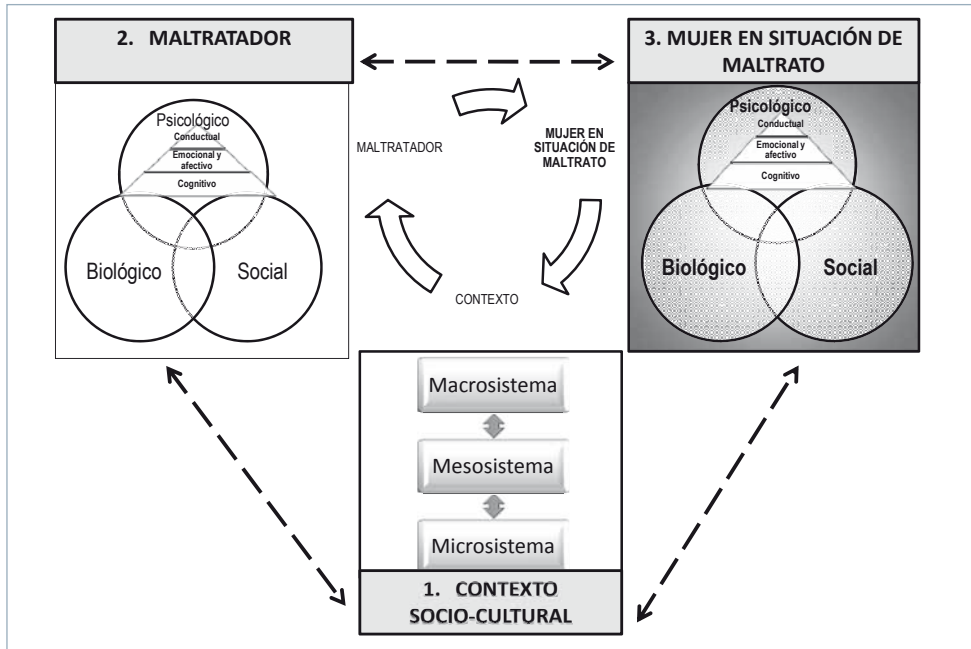 2. MALTRATADOR
Psicológico
Conductual
Emocional y
afectivo
Cognitivo
Biológico
Social
MALTRATADOR
MUJER EN
SITUACIÓN DE
MALTRATO
CONTEXTO
3. MUJER EN SITUACIÓN DE
MALTRATO
Psicológico
Conductual
Emocional y
afectivo
Cognitivo
Biológico
Social
Macrosistema
Mesosistema
Microsistema
1. CONTEXTO
SOCIO-CULTURAL